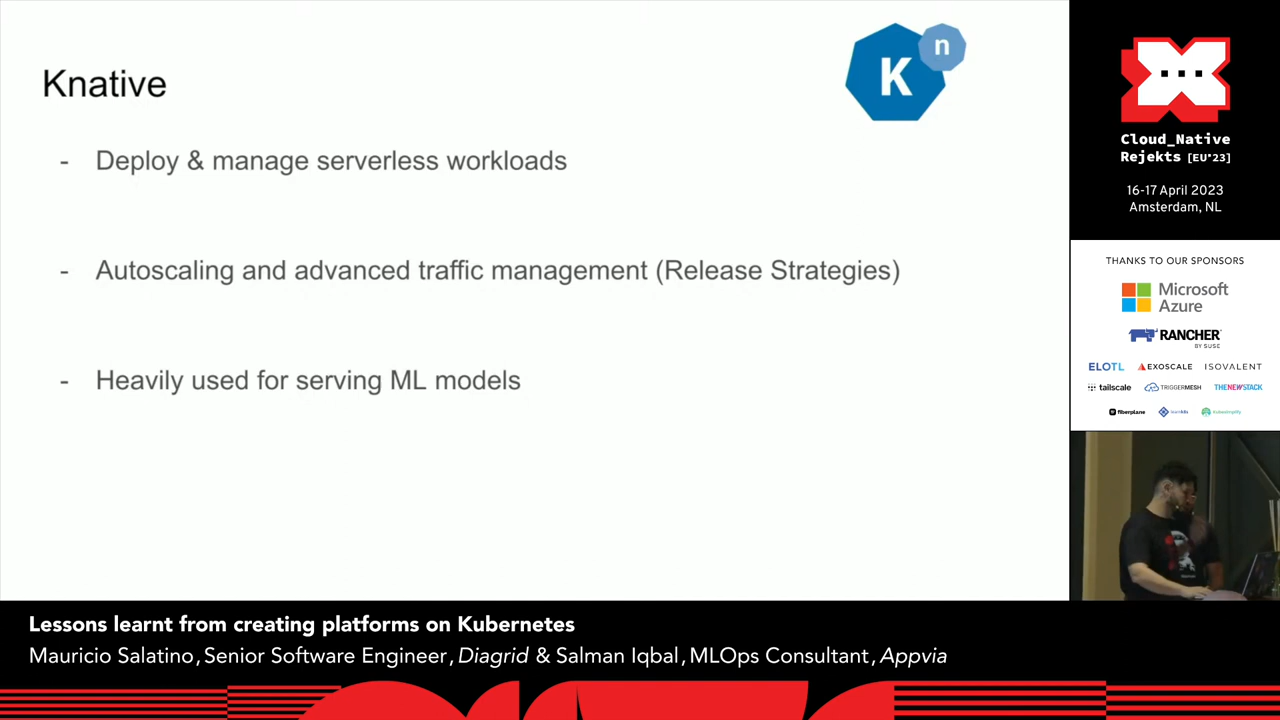 Knative
K
n
- Deploy & manage serverless workloads
- Autoscaling and advanced traffic management (Release Strategies)
- Heavily used for serving ML models
Cloud_Native
Rejekts [EU'23]
16-17 April 2023
Amsterdam, NL
THANKS TO OUR SPONSORS
Microsoft
Azure
RANCHER
BY SUSE
ELOTL
EXOSCALE
ISOVALENT
tailscale
TRIGGERMESH
THENEWSTACK
fiberplane
Kubesimplify
Lessons learnt from creating platforms on Kubernetes
Mauricio Salatino, Senior Software Engineer, Diagrid & Salman Iqbal, MLOps Consultant, Appvia